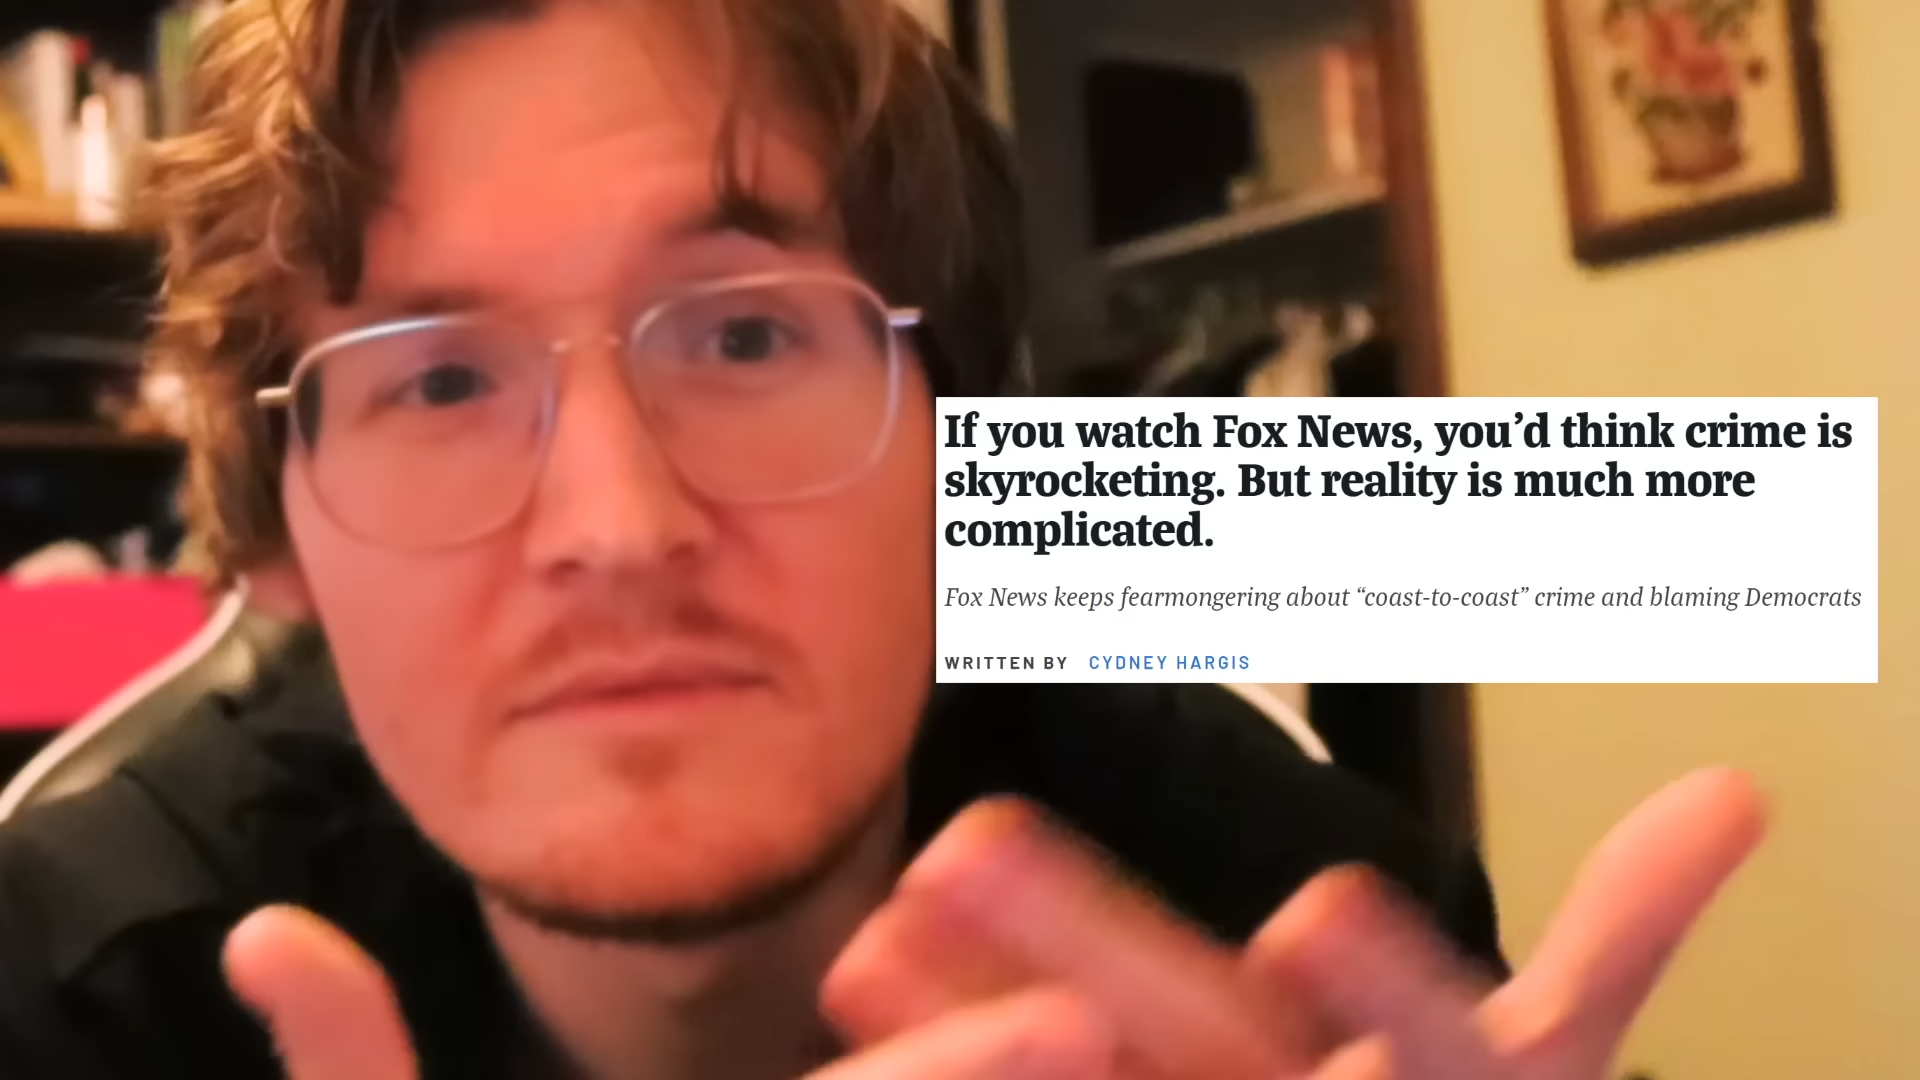 If you watch Fox News, you’d think crime is
skyrocketing. But reality is much more
complicated.
Fox News keeps fearmongering about “coast-to-coast” crime and blaming Democrats
WRITTEN BY CYDNEY HARGIS